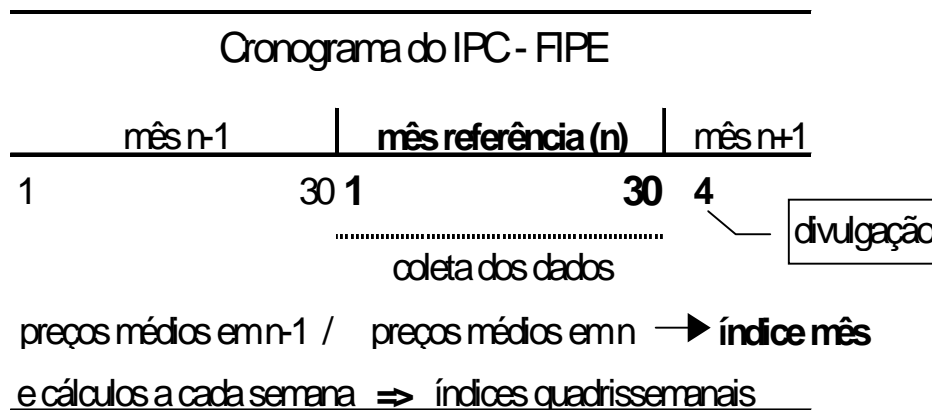 Cronograma do IPC - FIPE
mês n-1 mês referência (n) mês n+1
1 30 1 30 4
divulgação
coleta dos dados
preços médios em n-1 / preços médios em n índice mês
e cálculos a cada semana ⇒ índices quadrissemanais